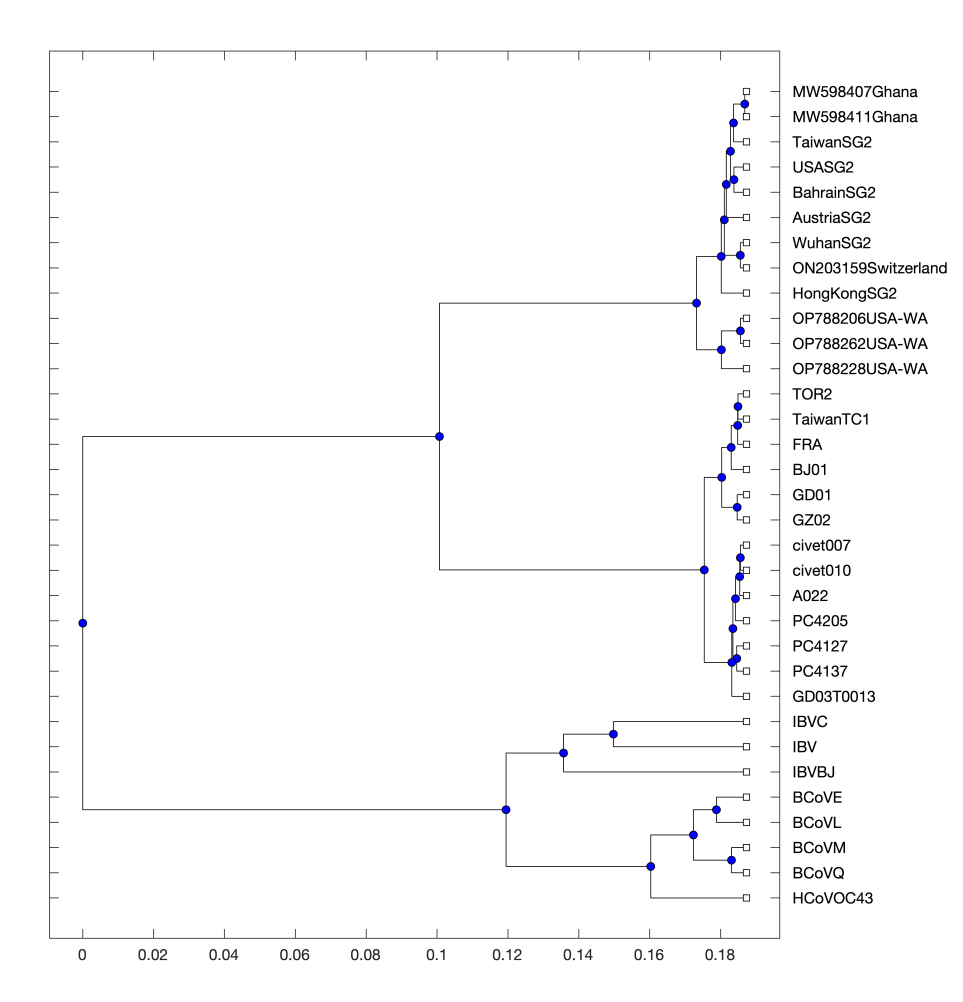 MW598407Ghana
MW598411Ghana
TaiwanSG2
USASG2
BahrainSG2
AustriaSG2
WuhanSG2
ON203159Switzerland
HongKongSG2
OP788206USA-WA
OP788262USA-WA
OP788228USA-WA
TOR2
TaiwanTC1
FRA
BJ01
GD01
GZ02
civet007
civet010
A022
PC4205
PC4127
PC4137
GD03T0013
IBVC
IBV
IBVBJ
BCoVE
BCoVL
BCoVM
BCoVQ
HCoVOC43
0 0.02 0.04 0.06 0.08 0.1 0.12 0.14 0.16 0.18